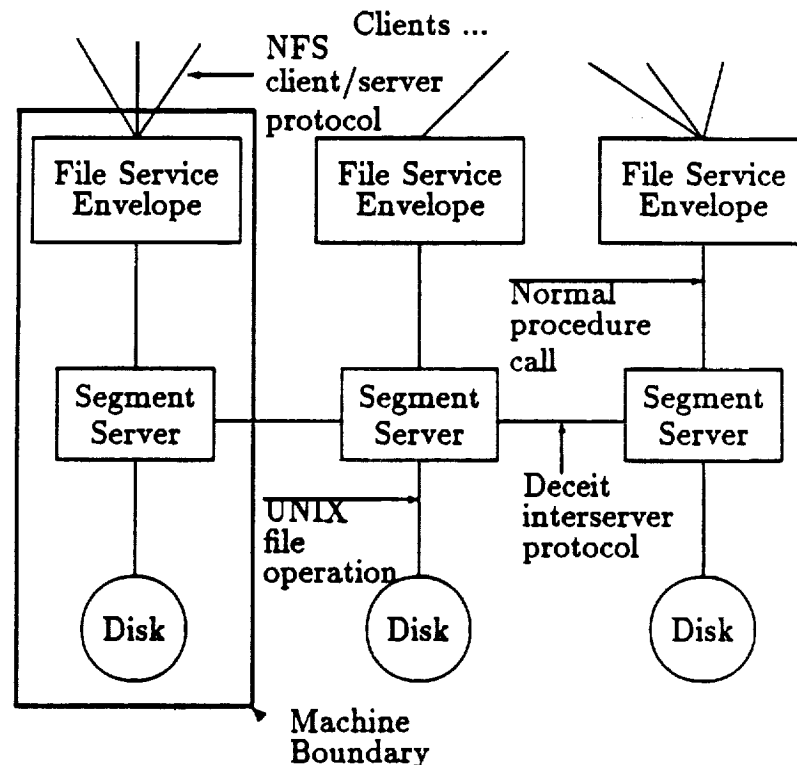 Clients ...
NFS
client/server
protocol
File Service
Envelope
File Service
Envelope
File Service
Envelope
Normal
procedure
call
Segment
Server
Segment
Server
Segment
Server
UNIX
file
operation
Deceit
interserver
protocol
Disk
Disk
Disk
Machine
Boundary